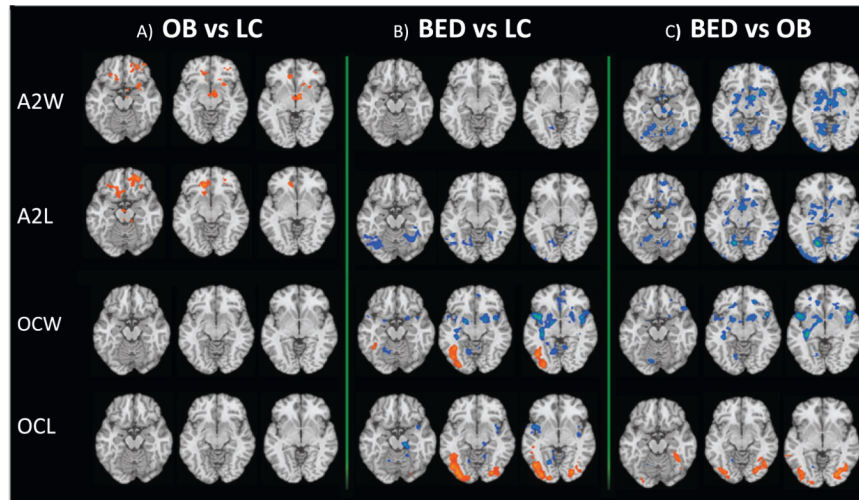 A) OB vs LC
B) BED vs LC
C) BED vs OB
A2W
A2L
OCW
OCL